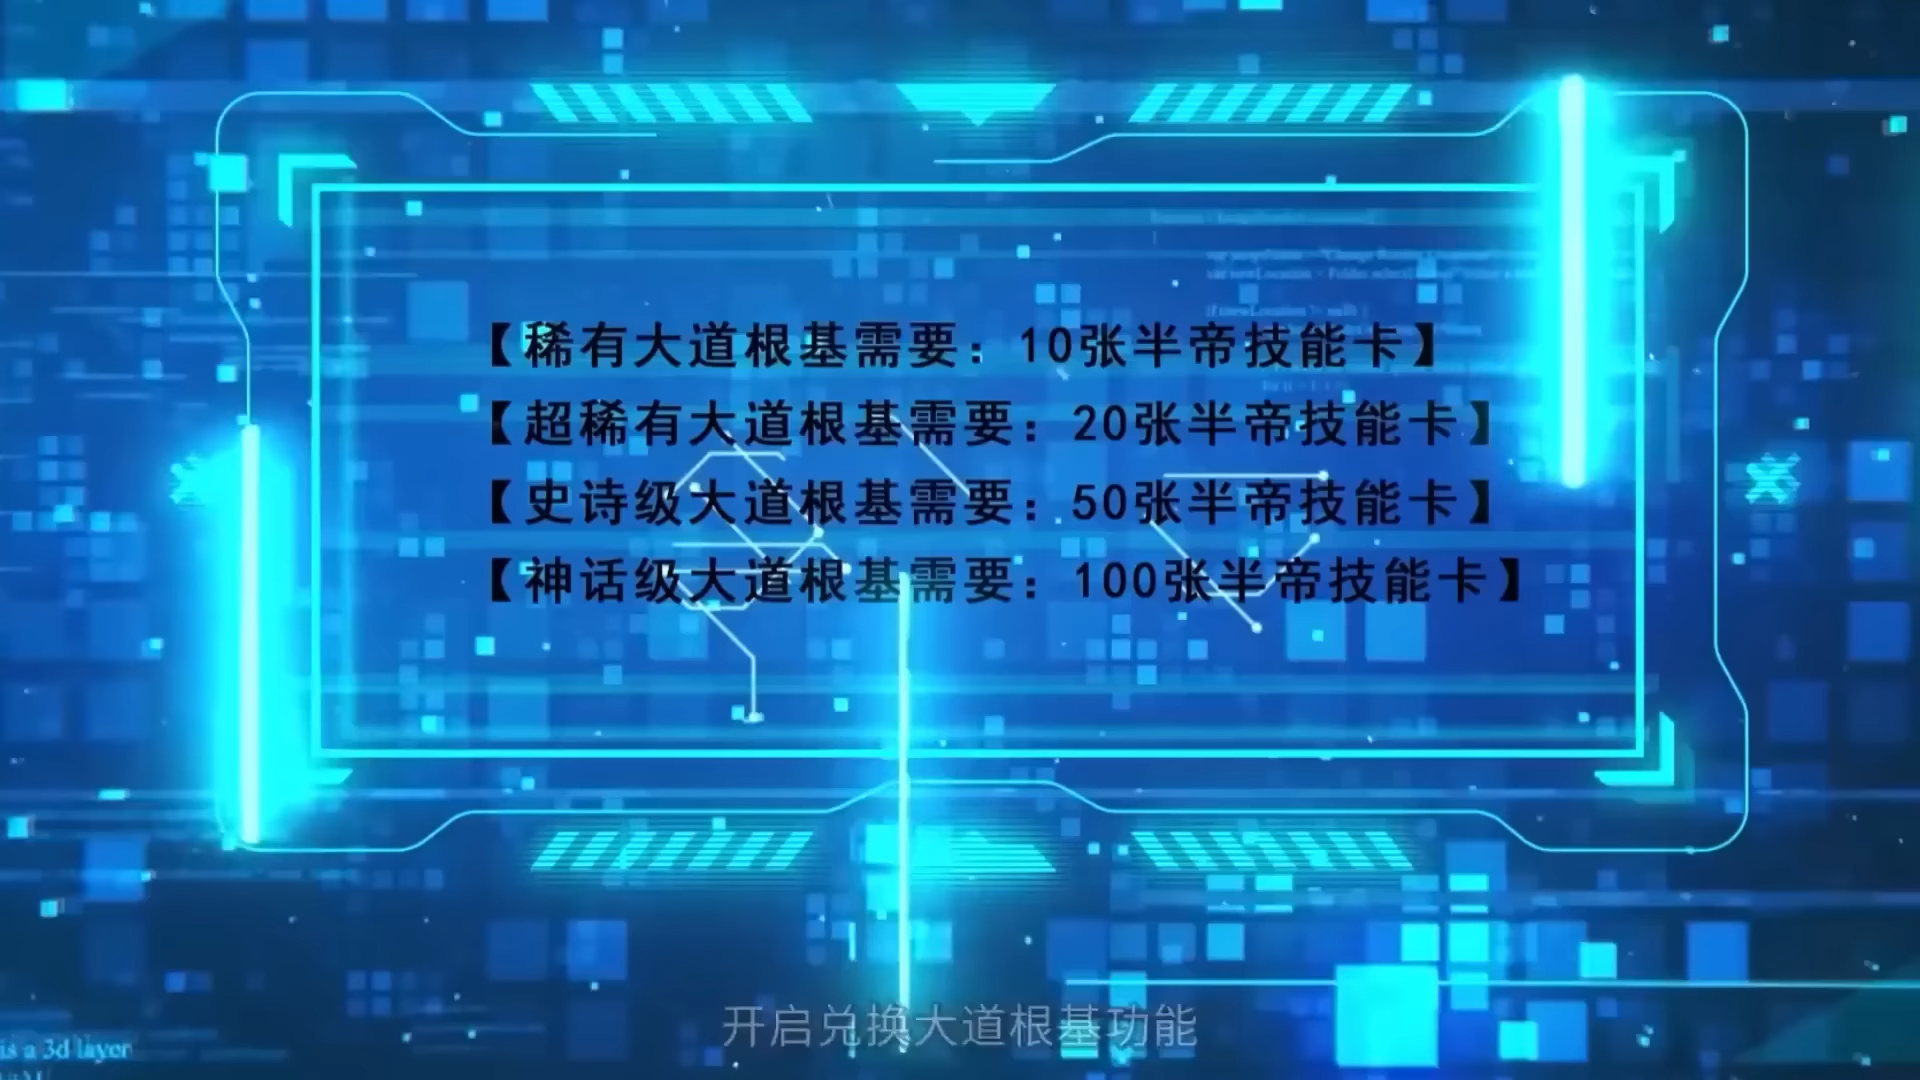 【稀有大道根基需要：10张半帝技能卡】
【超稀有大道根基需要：20张半帝技能卡】
【史诗级大道根基需要：50张半帝技能卡】
【神话级大道根基需要：100张半帝技能卡】
开启兑换大道根基功能
is a 3d layer